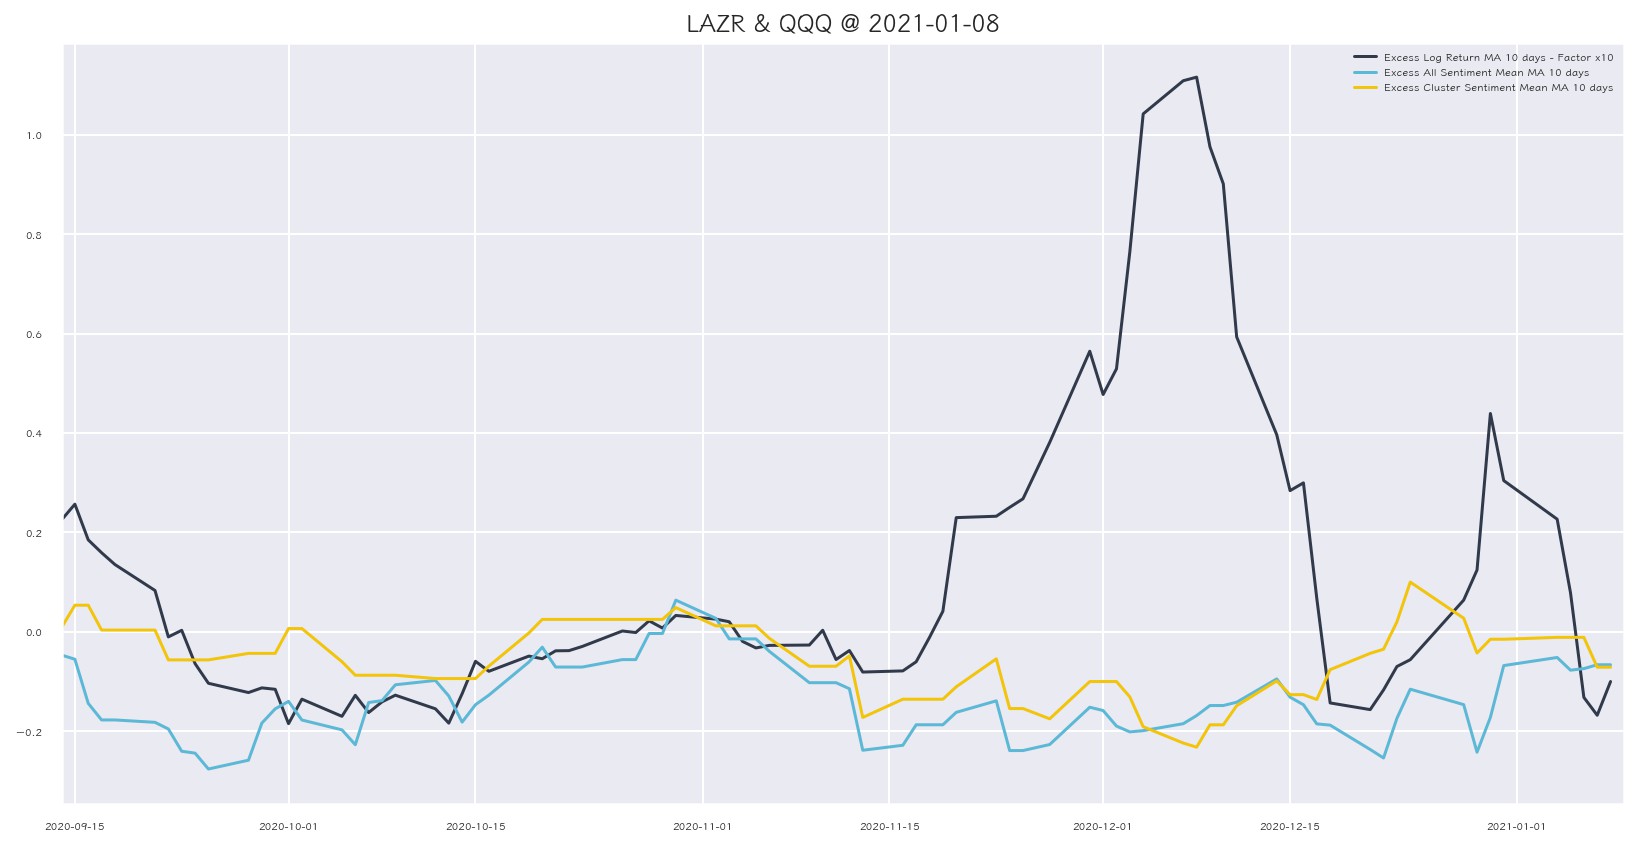 LAZR & QQQ @ 2021-01-08
Excess Log Return MA 10 days - Factor x10
Excess All Sentiment Mean MA 10 days
Excess Cluster Sentiment Mean MA 10 days
1.0
0.8
0.6
0.4
0.2
0.0
−0.2
2020-09-15 2020-10-01 2020-10-15 2020-11-01 2020-11-15 2020-12-01 2020-12-15 2021-01-01